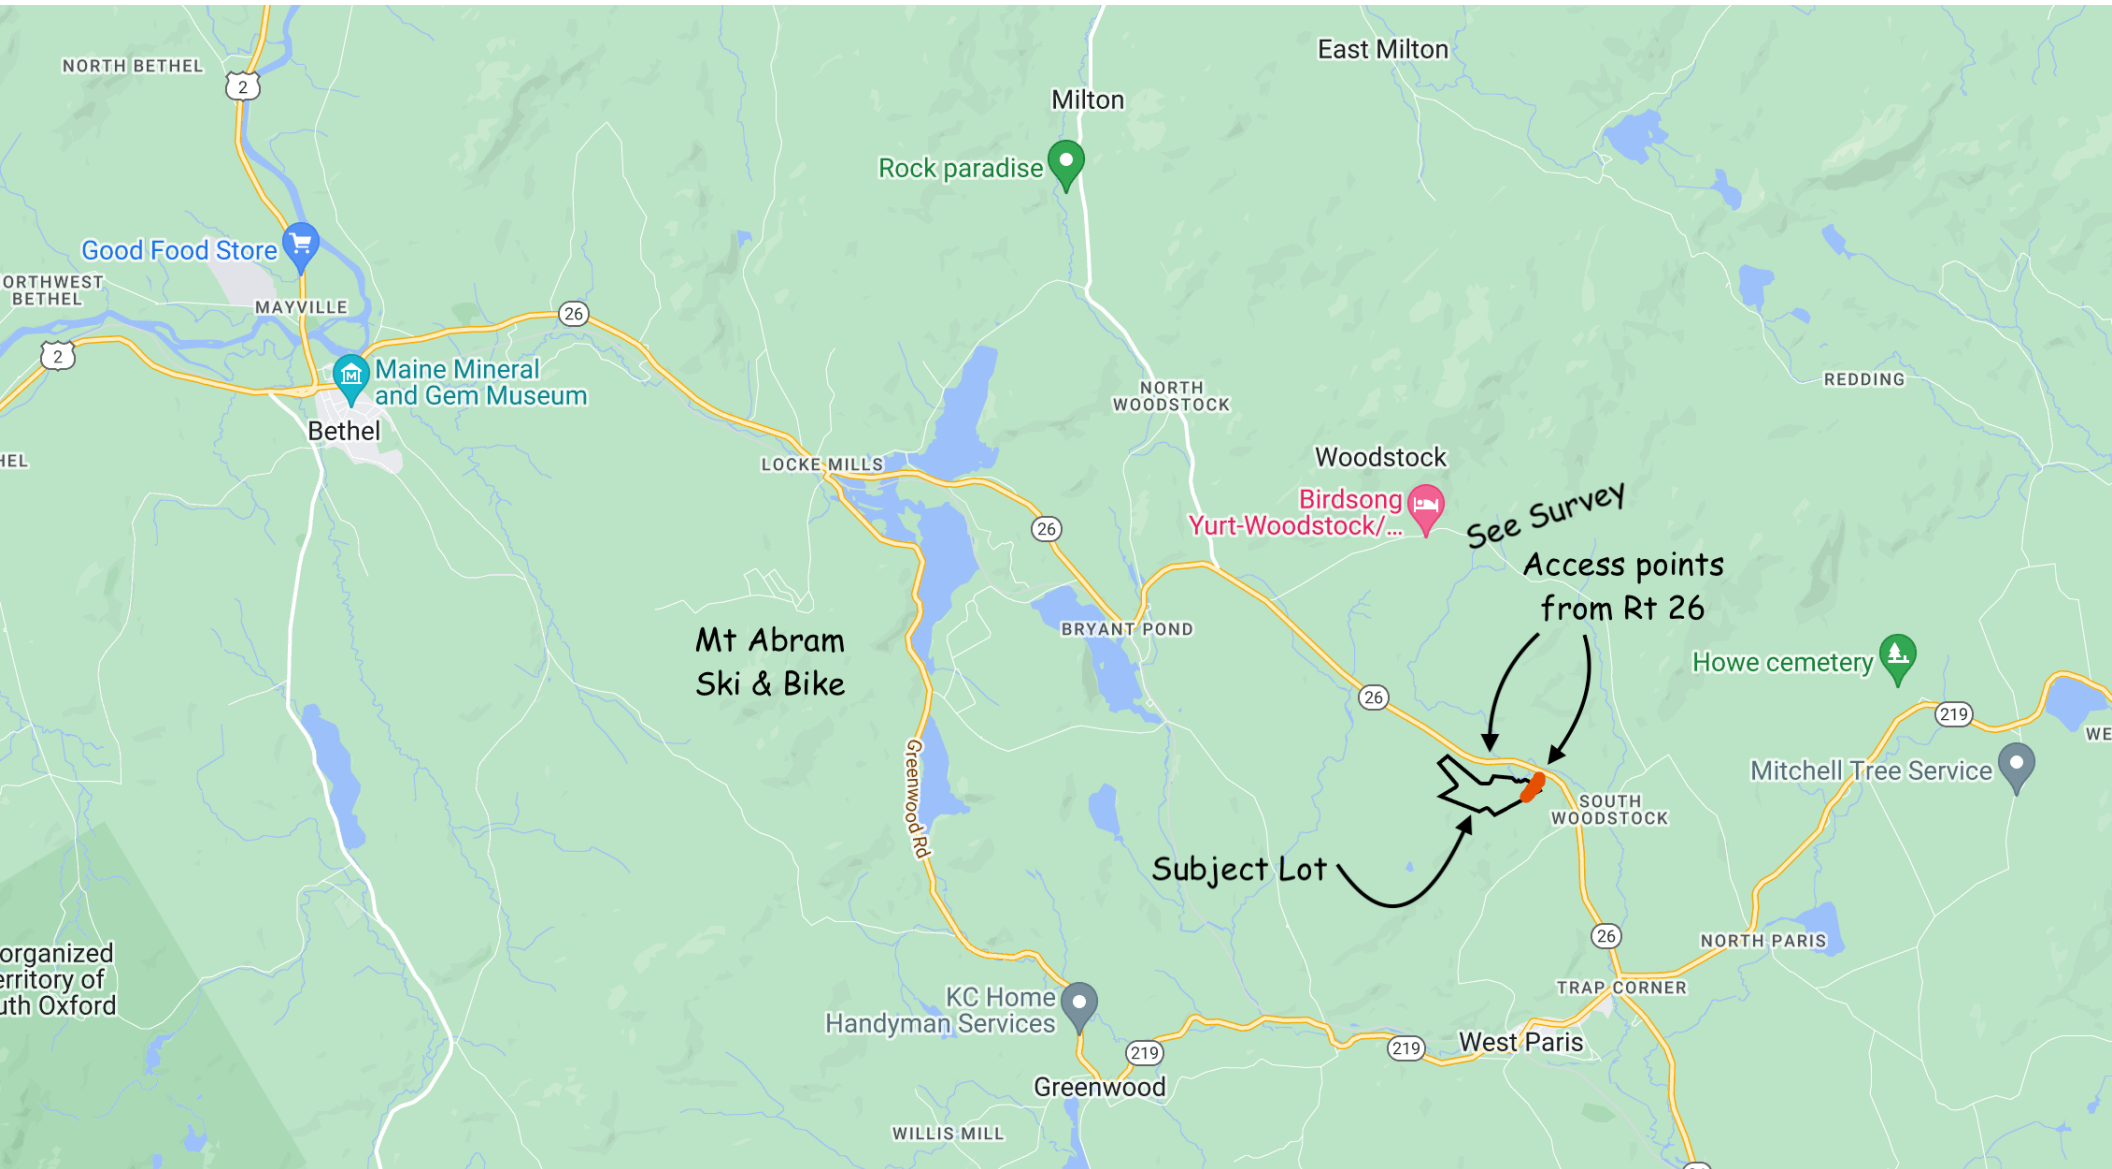 East Milton
NORTH BETHEL
2
Milton
Rock paradise
Good Food Store
ORTHWEST
BETHEL
MAYVILLE
26
2
Maine Mineral
and Gem Museum
REDDING
NORTH
WOODSTOCK
Bethel
HEL
LOCKE MILLS
Woodstock
Birdsong
Yurt-Woodstock/...
See Survey
26
Access points
from Rt 26
BRYANT POND
Mt Abram
Ski & Bike
Howe cemetery
26
219
WE
Greenwood Rd
Mitchell Tree Service
SOUTH
WOODSTOCK
Subject Lot
26
NORTH PARIS
organized
erritory of
uth Oxford
TRAP CORNER
KC Home
Handyman Services
219
219
West Paris
Greenwood
WILLIS MILL